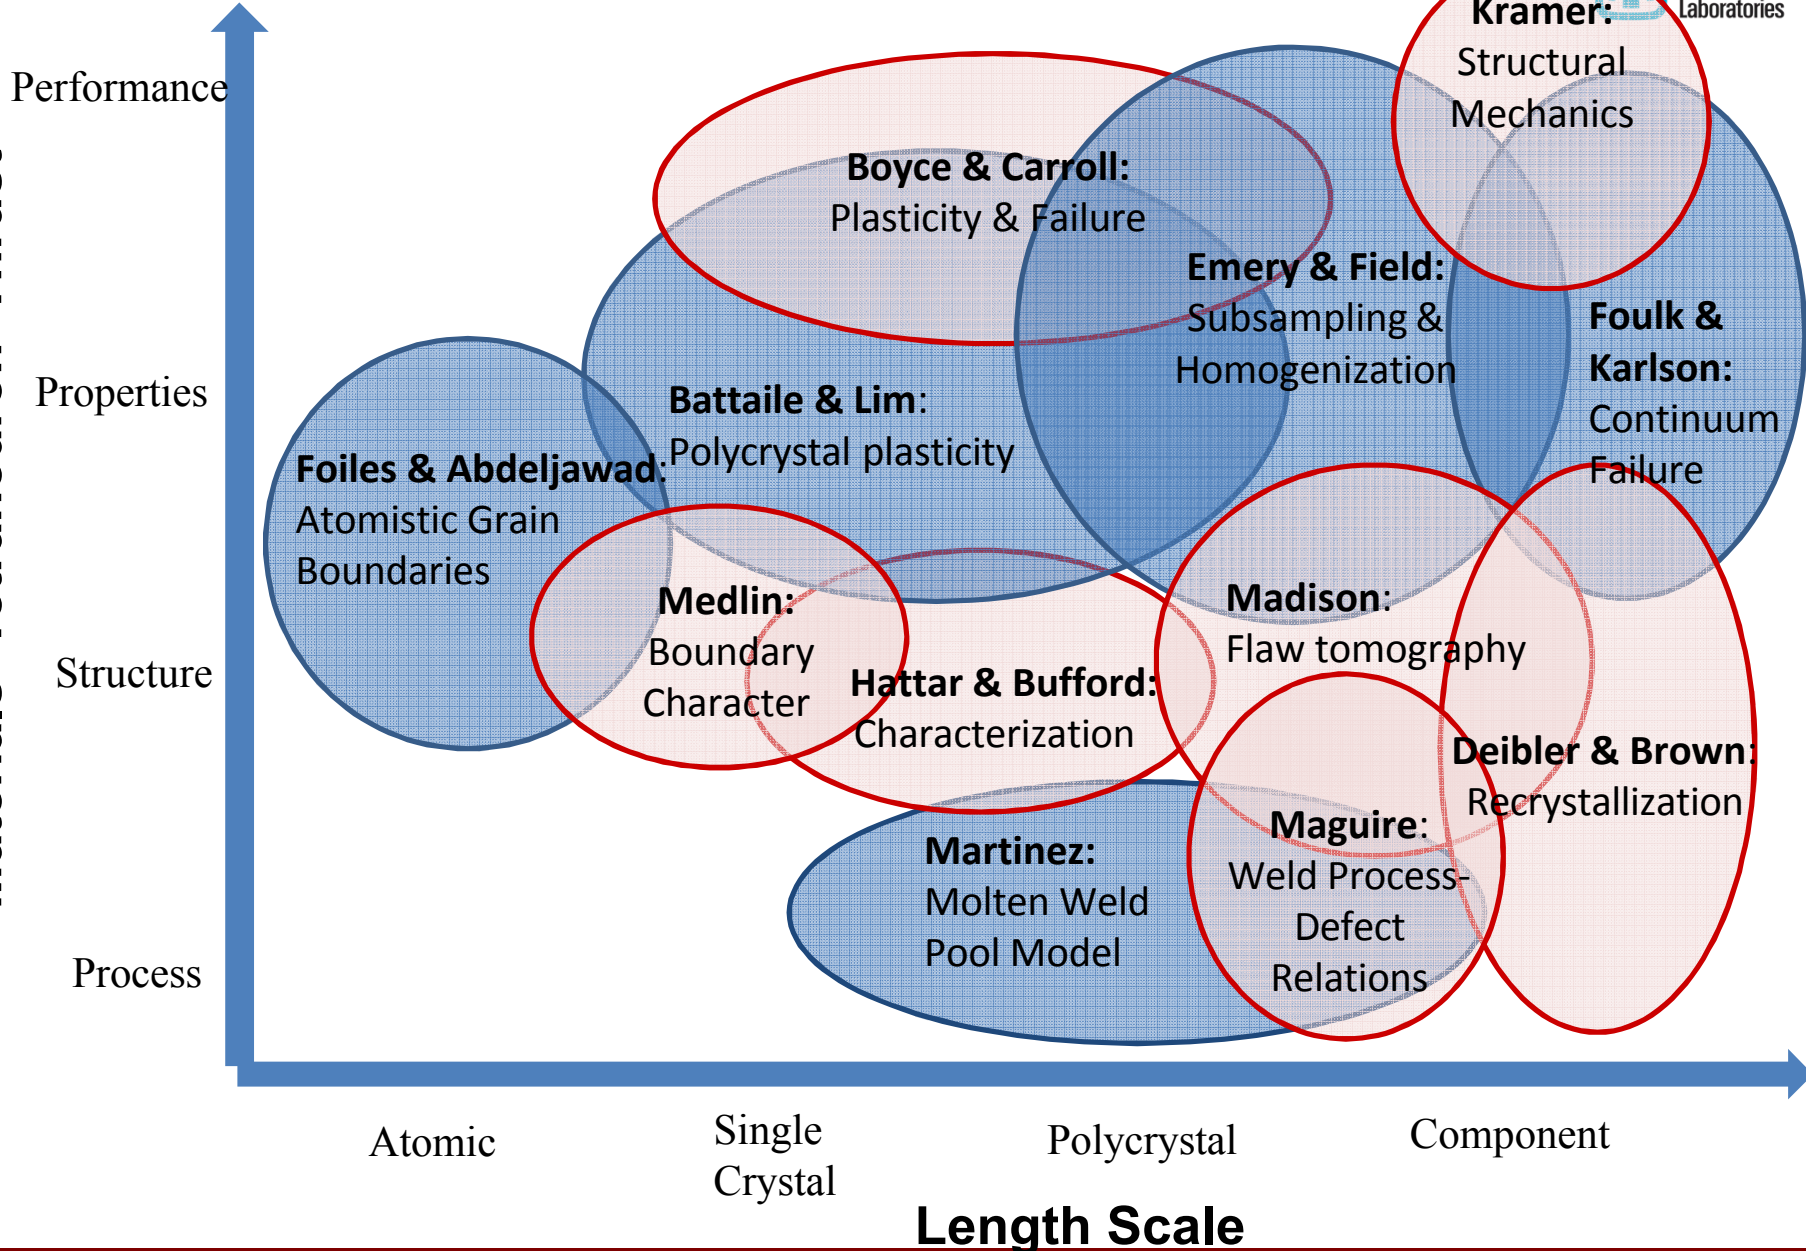 Kramer:
Structural
Mechanics
Laboratories
Performance
Boyce & Carroll:
Plasticity & Failure
Emery & Field:
Subsampling &
Homogenization
Foulk &
Karlson:
Continuum
Failure
Properties
Battaile & Lim:
Polycrystal plasticity
Foiles & Abdeljawad:
Atomistic Grain
Boundaries
Medlin:
Boundary
Character
Madison:
Flaw tomography
Structure
Hattar & Bufford:
Characterization
Deibler & Brown:
Recrystallization
Martinez:
Molten Weld
Pool Model
Maguire:
Weld Process-
Defect
Relations
Process
Atomic
Single
Crystal
Polycrystal
Component
Length Scale